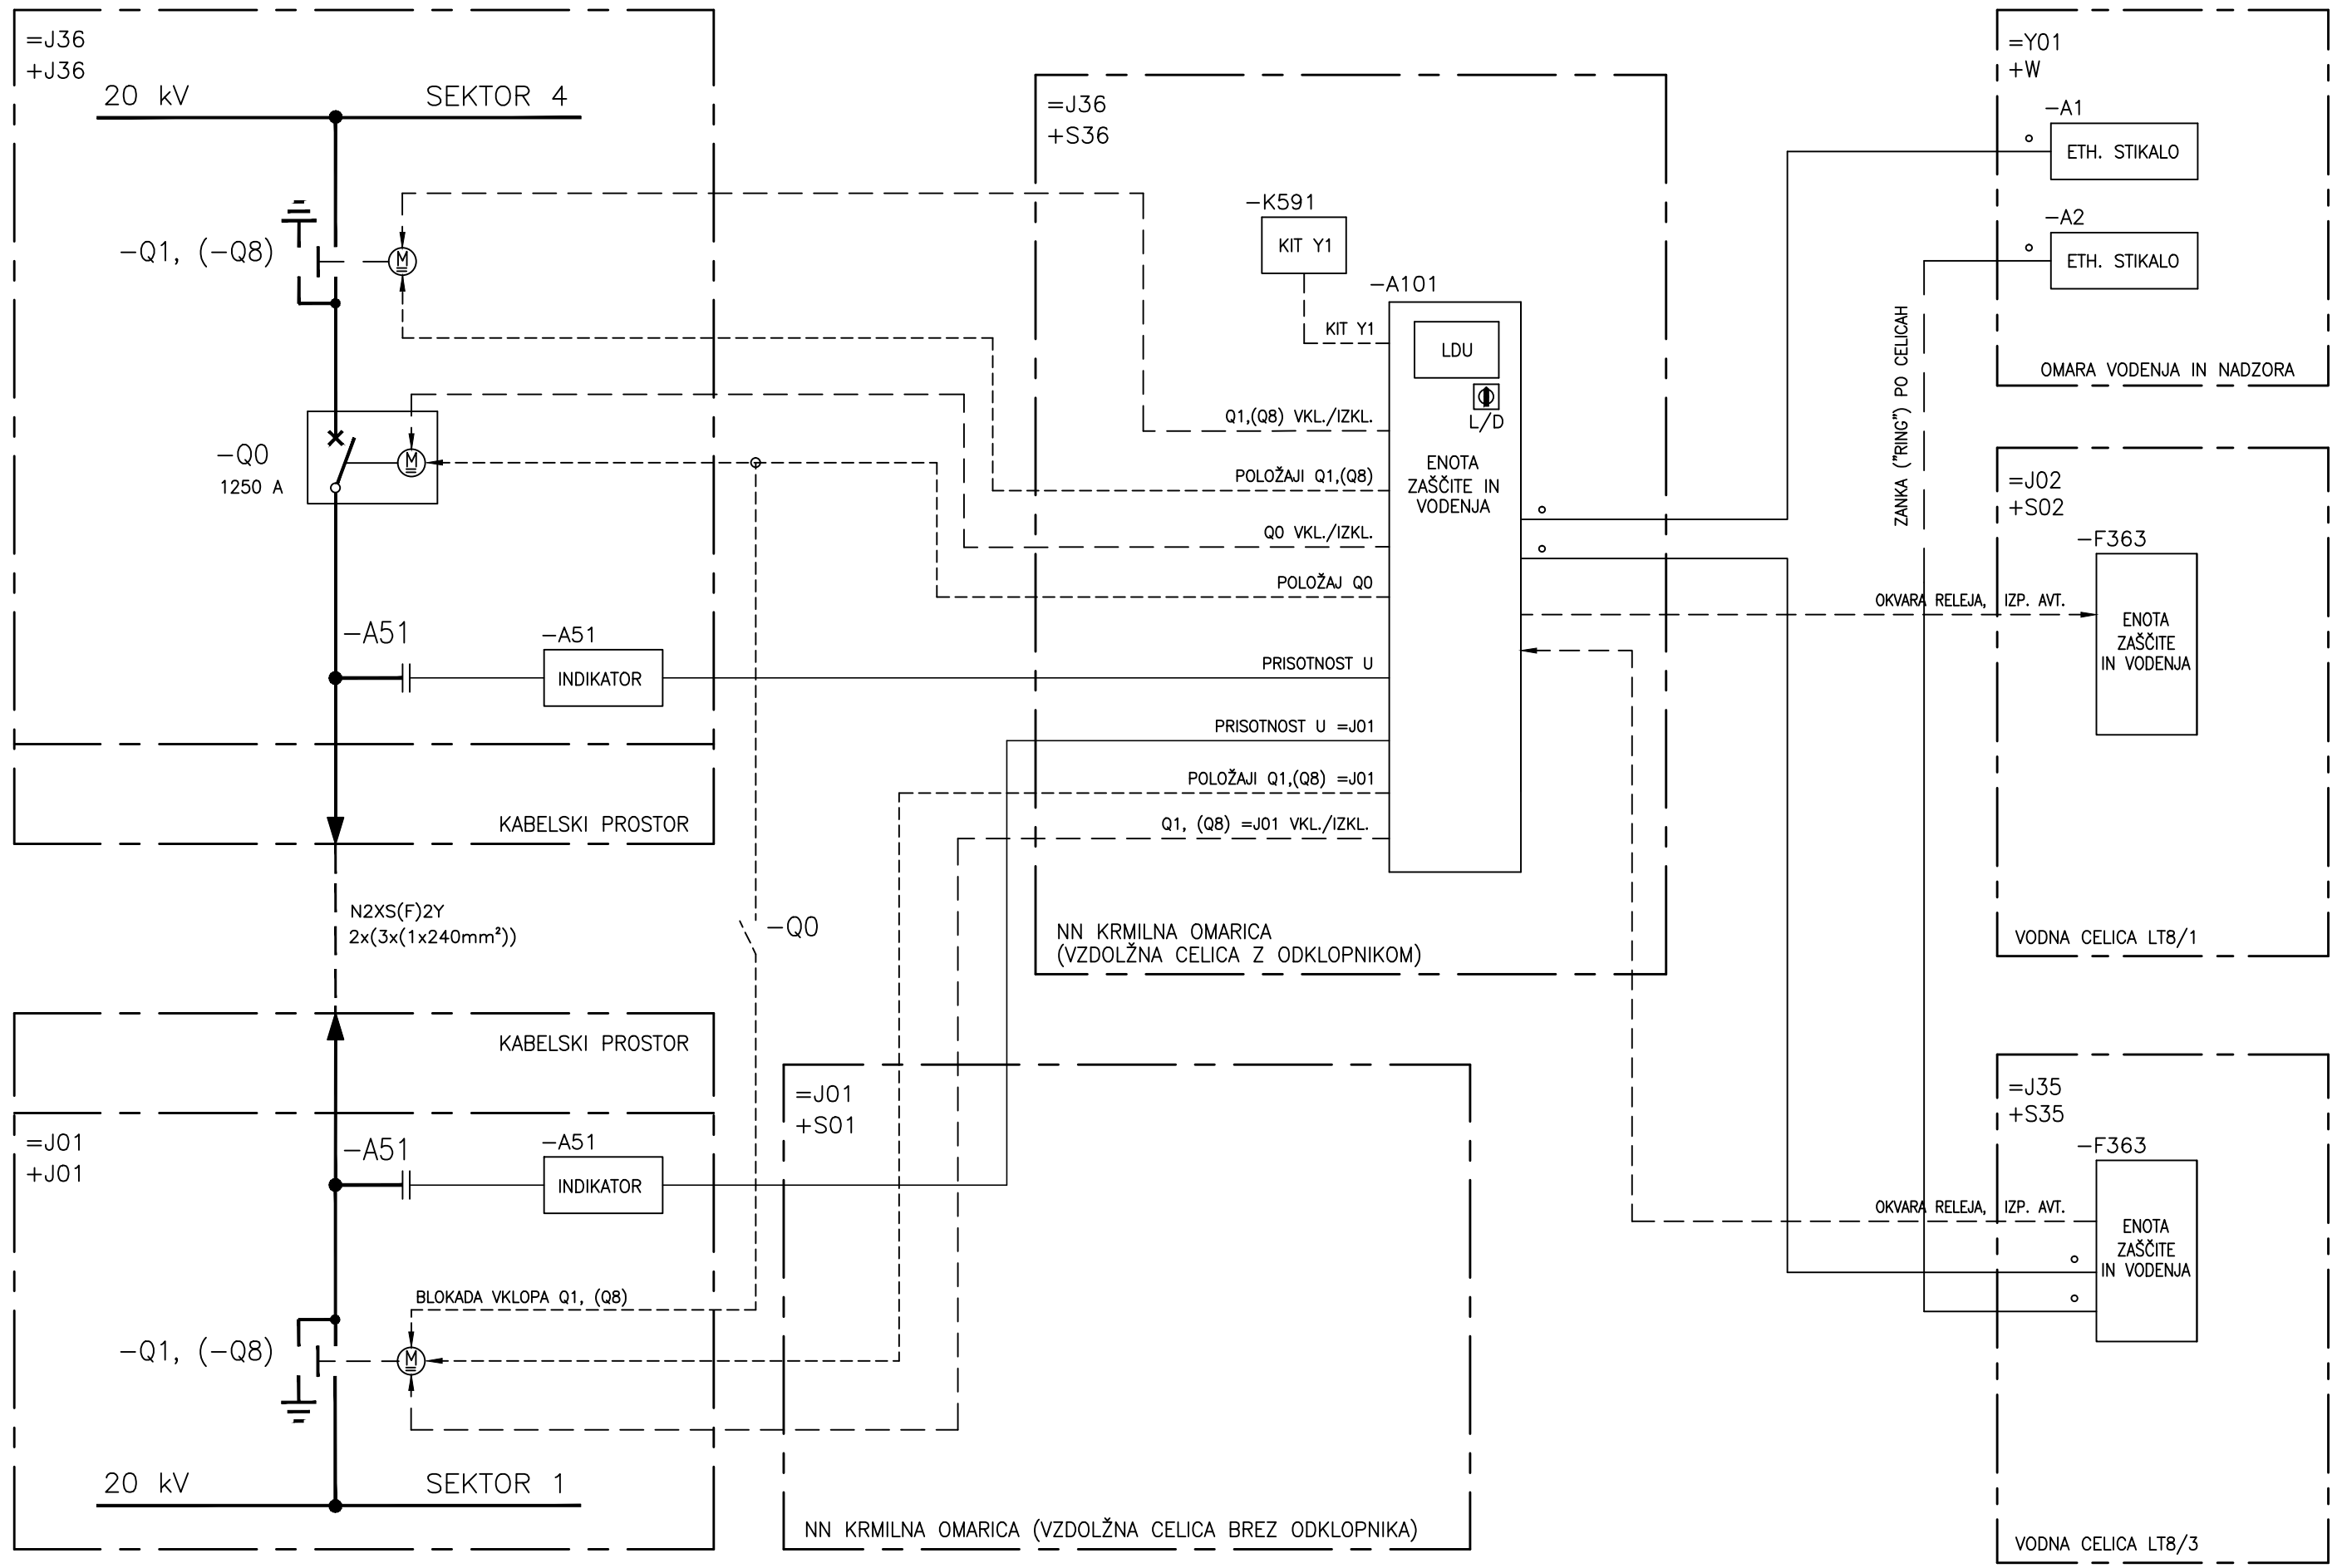 =J36
+J36
20 kV
SEKTOR 4
-Q1, (-Q8)
M
-Q0
1250 A
M
-A51
-A51
INDIKATOR
KABELSKI PROSTOR
N2XS(F)2Y
2x(3x(1x240mm²))
-Q0
KABELSKI PROSTOR
=J01
+J01
-A51
-A51
INDIKATOR
BLOKADA VKLOPA Q1, (Q8)
-Q1, (-Q8)
M
20 kV
SEKTOR 1
=J36
+S36
-K591
KIT Y1
-A101
KIT Y1
LDU
L/D
Q1,(Q8) VKL./IZKL.
POLOŽAJI Q1,(Q8)
ENOTA
ZAŠČITE IN
VODENJA
Q0 VKL./IZKL.
POLOŽAJ Q0
PRISOTNOST U
PRISOTNOST U =J01
POLOŽAJI Q1,(Q8) =J01
Q1, (Q8) =J01 VKL./IZKL.
NN KRMILNA OMARICA
(VZDOLŽNA CELICA Z ODKLOPNIKOM)
=J01
+S01
NN KRMILNA OMARICA (VZDOLŽNA CELICA BREZ ODKLOPNIKA)
=Y01
+W
-A1
ETH. STIKALO
-A2
ETH. STIKALO
OMARA VODENJA IN NADZORA
ZANKA ("RING") PO CELICAH
=J02
+S02
-F363
OKVARA RELEJA, IZP. AVT.
ENOTA
ZAŠČITE
IN VODENJA
VODNA CELICA LT8/1
=J35
+S35
-F363
OKVARA RELEJA, IZP. AVT.
ENOTA
ZAŠČITE
IN VODENJA
VODNA CELICA LT8/3